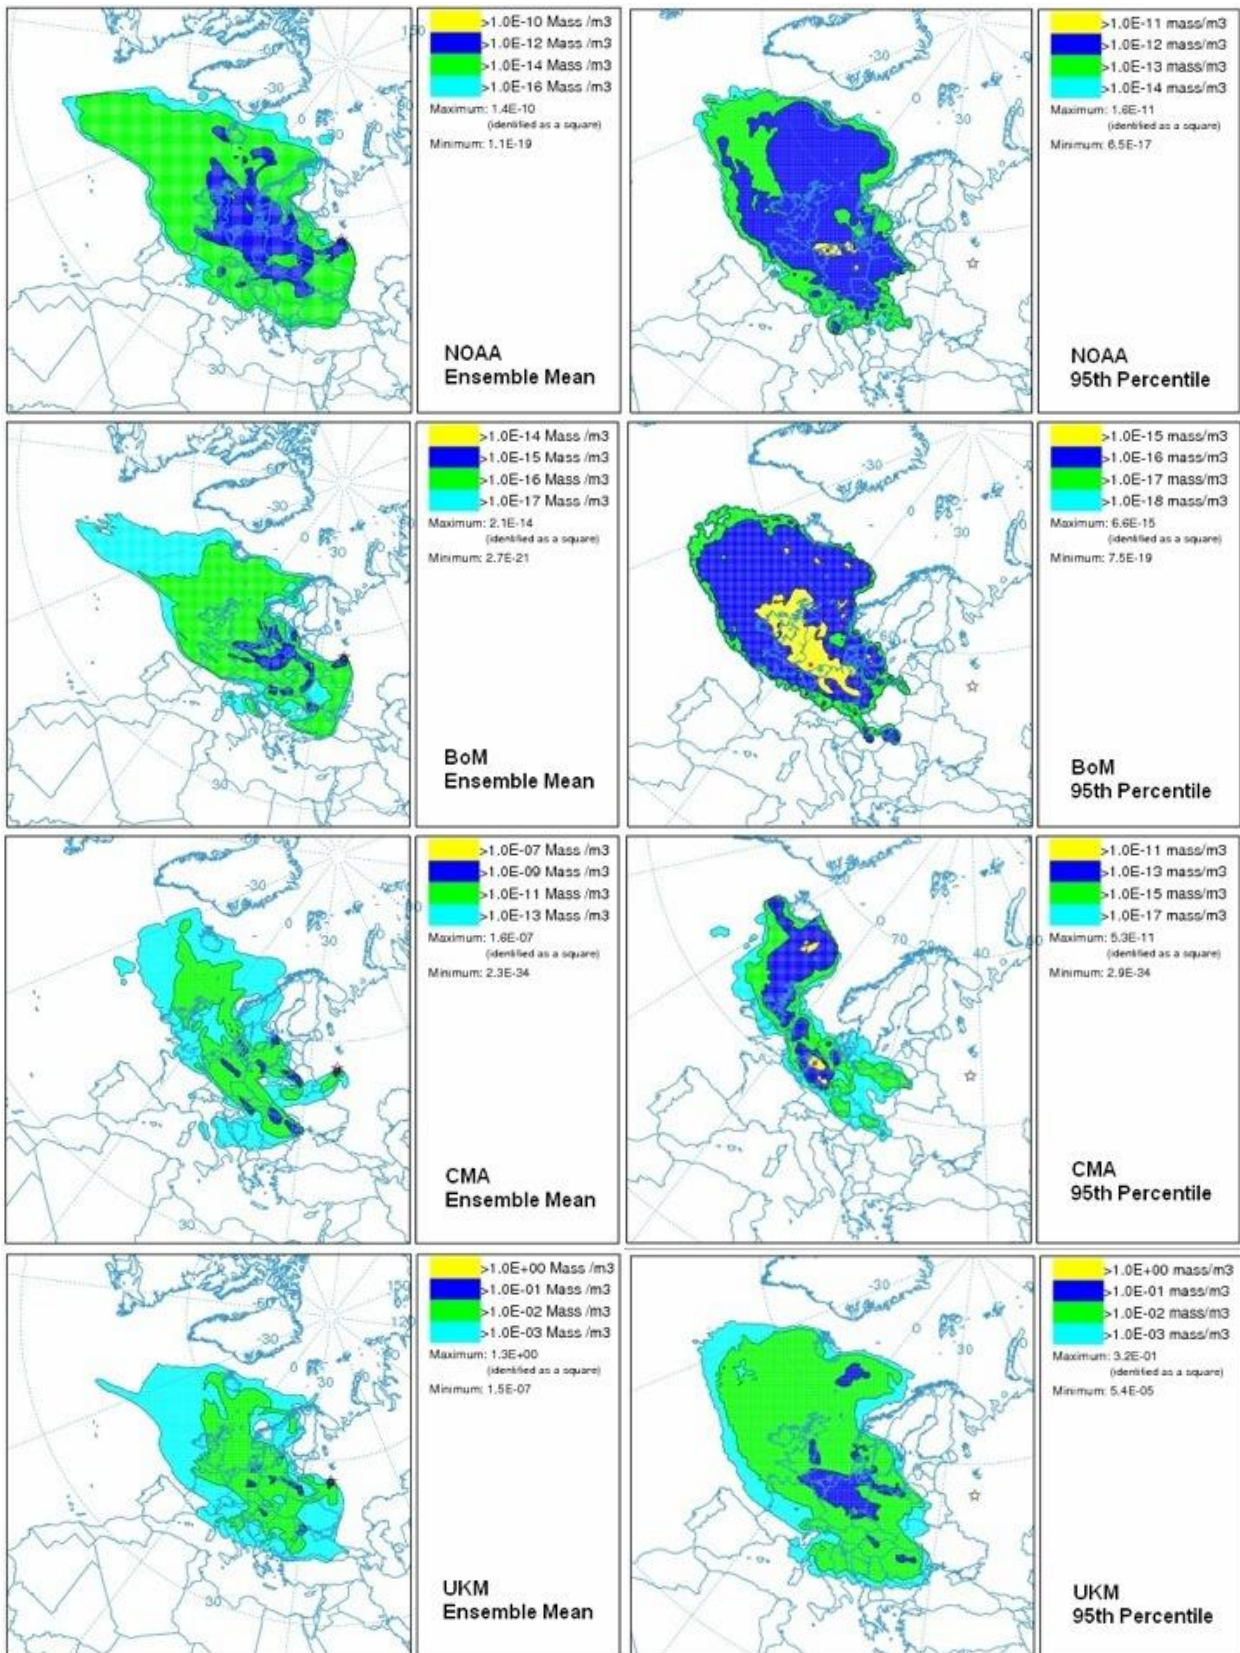 >1.0E-10 Mass /m3
>1.0E-12 Mass /m3
>1.0E-14 Mass /m3
>1.0E-16 Mass /m3
Maximum: 1.4E-10
(identified as a square)
Minimum: 1.1E-19
NOAA
Ensemble Mean
>1.0E-11 mass/m3
>1.0E-12 mass/m3
>1.0E-13 mass/m3
>1.0E-14 mass/m3
Maximum: 1.6E-11
(identified as a square)
Minimum: 6.5E-17
NOAA
95th Percentile
>1.0E-14 Mass /m3
>1.0E-15 Mass /m3
>1.0E-16 Mass /m3
>1.0E-17 Mass /m3
Maximum: 2.1E-14
(identified as a square)
Minimum: 2.7E-21
BoM
Ensemble Mean
>1.0E-15 mass/m3
>1.0E-16 mass/m3
>1.0E-17 mass/m3
>1.0E-18 mass/m3
Maximum: 6.6E-15
(identified as a square)
Minimum: 7.5E-19
BoM
95th Percentile
>1.0E-07 Mass /m3
>1.0E-09 Mass /m3
>1.0E-11 Mass /m3
>1.0E-13 Mass /m3
Maximum: 1.6E-07
(identified as a square)
Minimum: 2.3E-34
CMA
Ensemble Mean
>1.0E-11 mass/m3
>1.0E-13 mass/m3
>1.0E-15 mass/m3
>1.0E-17 mass/m3
Maximum: 5.3E-11
(identified as a square)
Minimum: 2.9E-34
CMA
95th Percentile
>1.0E+00 Mass /m3
>1.0E-01 Mass /m3
>1.0E-02 Mass /m3
>1.0E-03 Mass /m3
Maximum: 1.3E+00
(identified as a square)
Minimum: 1.5E-07
UKM
Ensemble Mean
>1.0E+00 mass/m3
>1.0E-01 mass/m3
>1.0E-02 mass/m3
>1.0E-03 mass/m3
Maximum: 3.2E-01
(identified as a square)
Minimum: 5.4E-05
UKM
95th Percentile